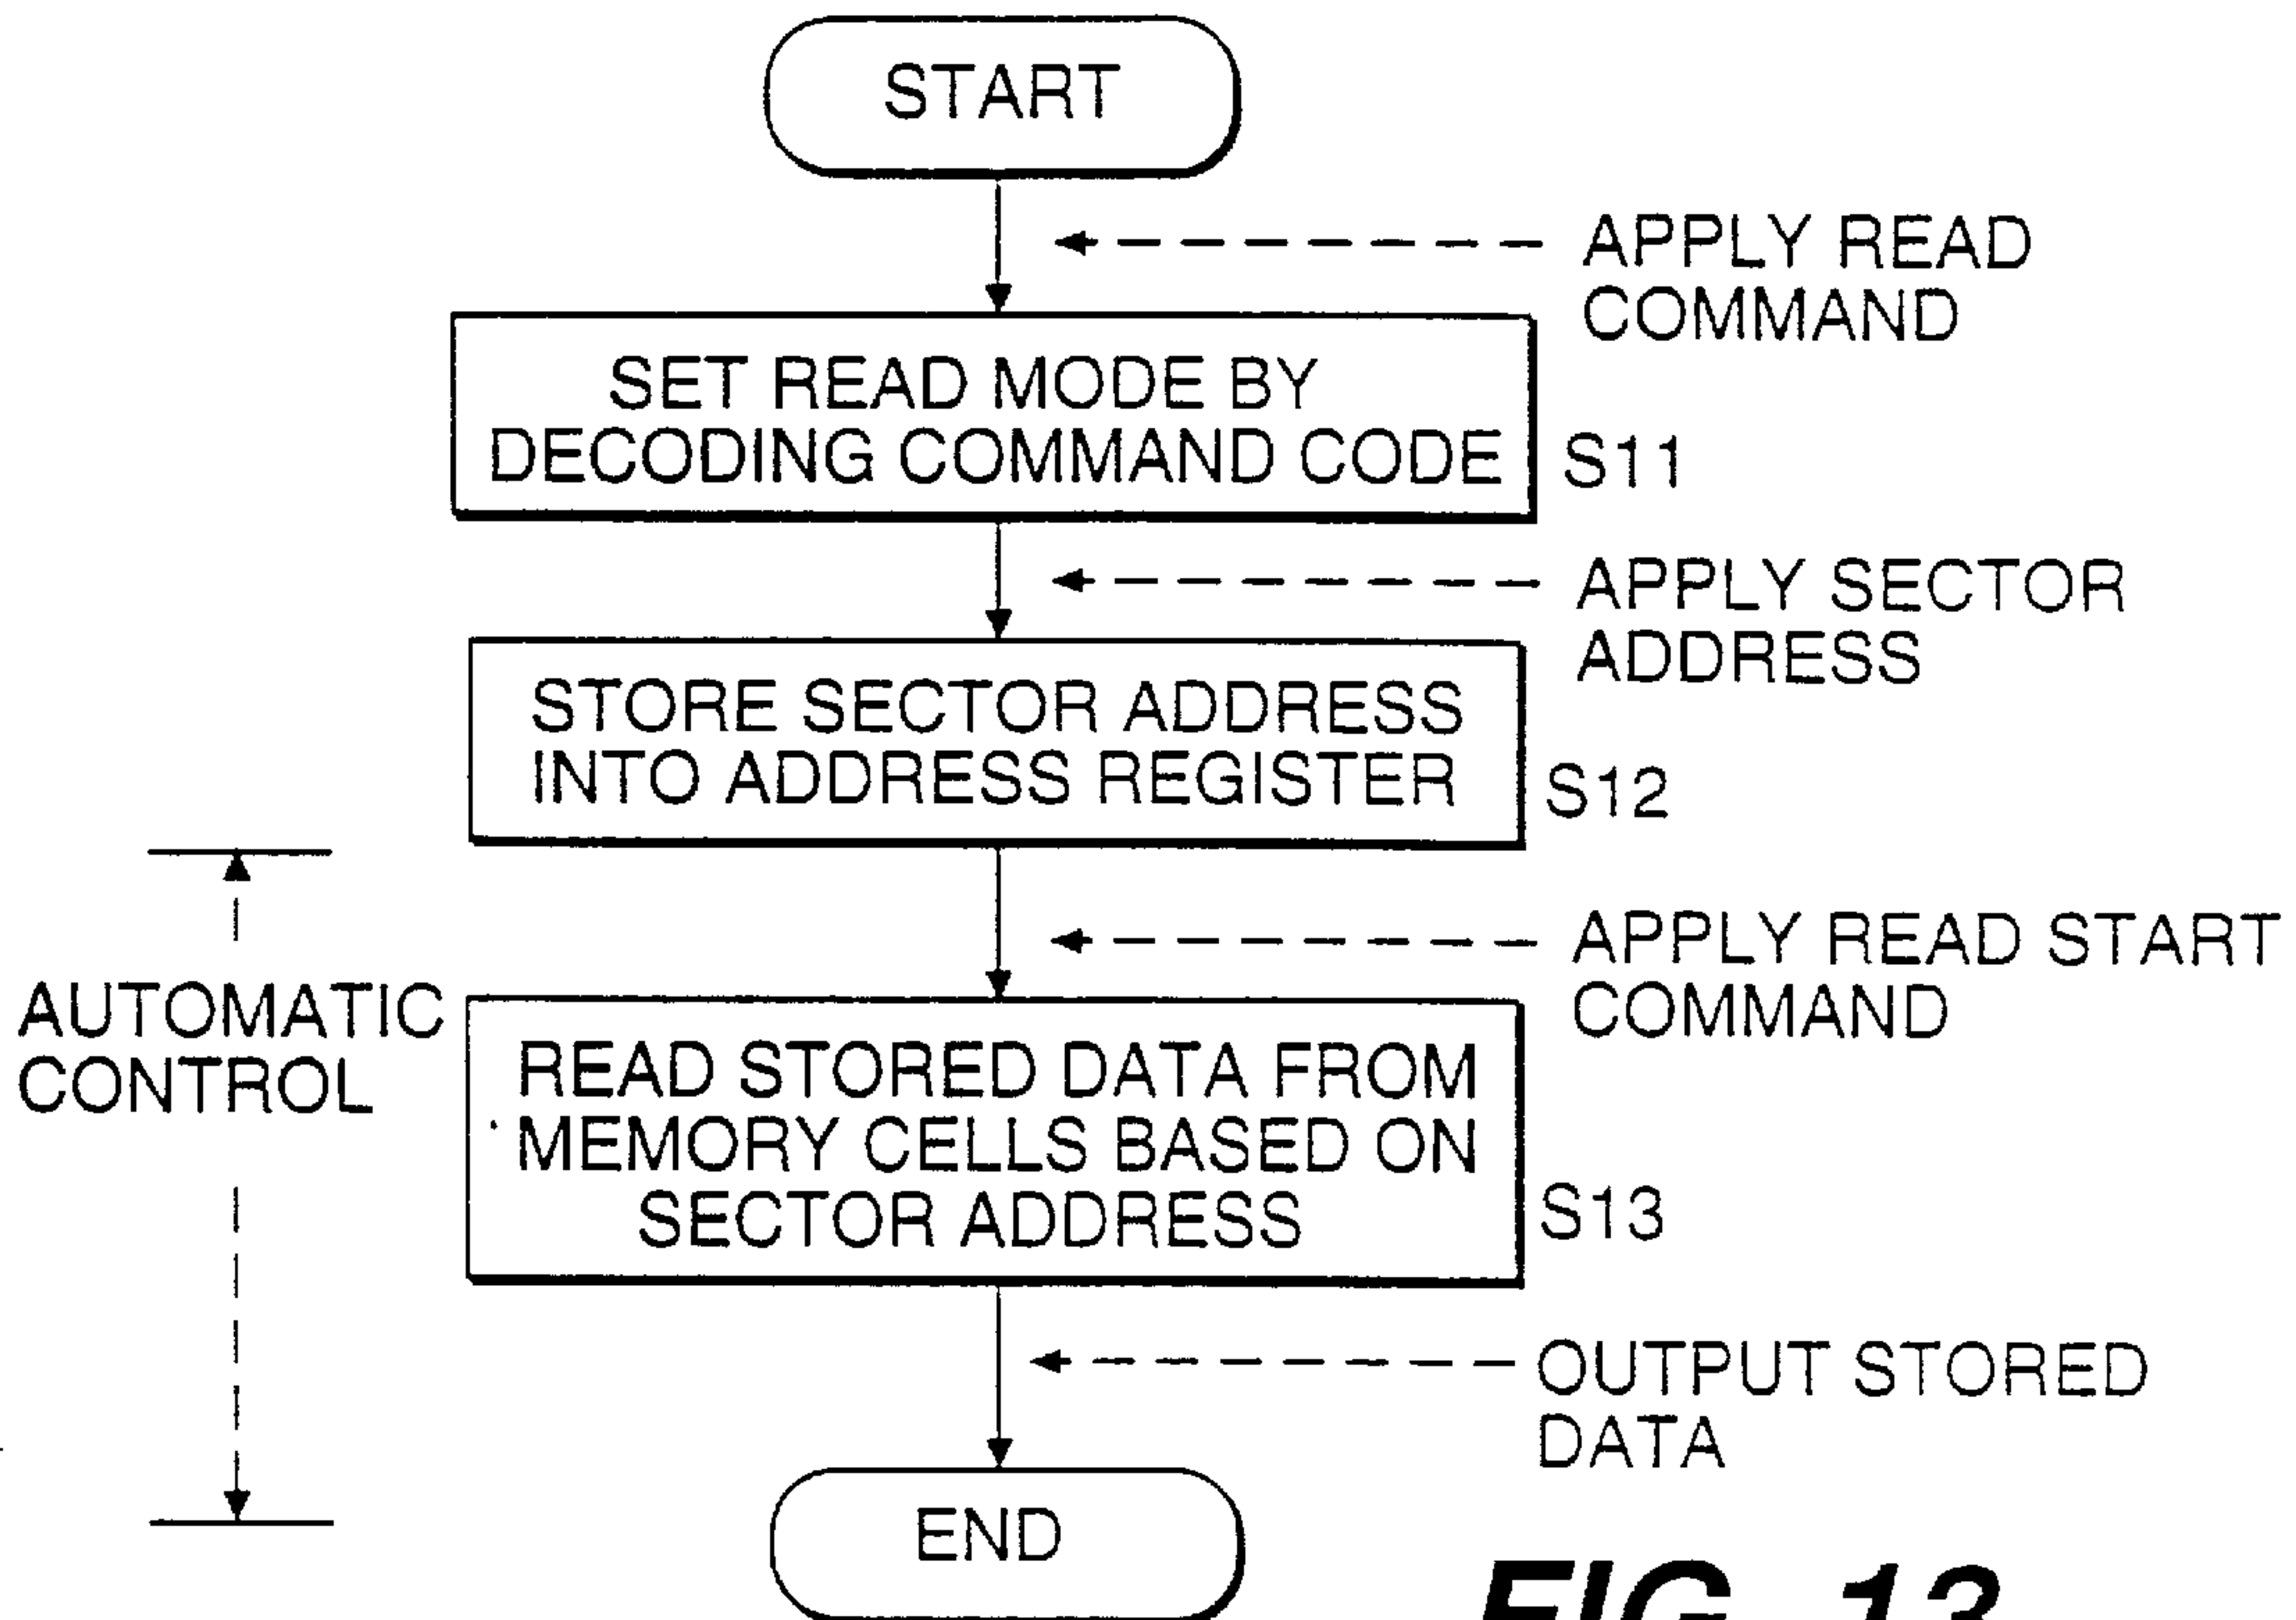 START
APPLY READ
COMMAND
SET READ MODE BY
DECODING COMMAND CODE
S11
APPLY SECTOR
ADDRESS
STORE SECTOR ADDRESS
INTO ADDRESS REGISTER
S12
APPLY READ START
COMMAND
AUTOMATIC
CONTROL
READ STORED DATA FROM
MEMORY CELLS BASED ON
SECTOR ADDRESS
S13
OUTPUT STORED
DATA
END
FIG. 13